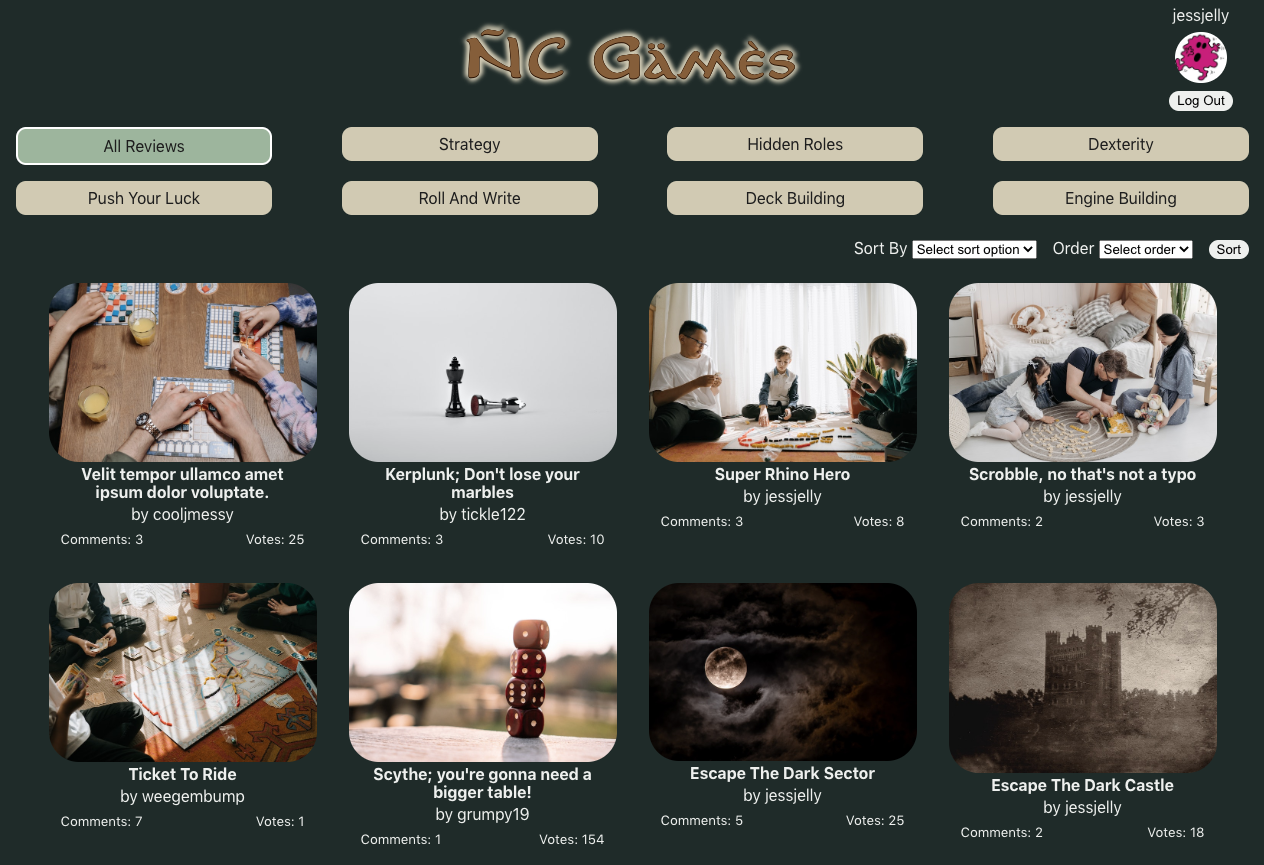 ÑC Gämès
jessjelly
Log Out
All Reviews
Strategy
Hidden Roles
Dexterity
Push Your Luck
Roll And Write
Deck Building
Engine Building
Sort By Select sort option Order Select order Sort
Velit tempor ullamco amet
ipsum dolor voluptate.
by cooljmessy
Comments: 3 Votes: 25
Kerplunk; Don't lose your
marbles
by tickle122
Comments: 3 Votes: 10
Super Rhino Hero
by jessjelly
Comments: 3 Votes: 8
Scrobble, no that's not a typo
by jessjelly
Comments: 2 Votes: 3
Ticket To Ride
by weegembump
Comments: 7 Votes: 1
Scythe; you're gonna need a
bigger table!
by grumpy19
Comments: 1 Votes: 154
Escape The Dark Sector
by jessjelly
Comments: 5 Votes: 25
Escape The Dark Castle
by jessjelly
Comments: 2 Votes: 18